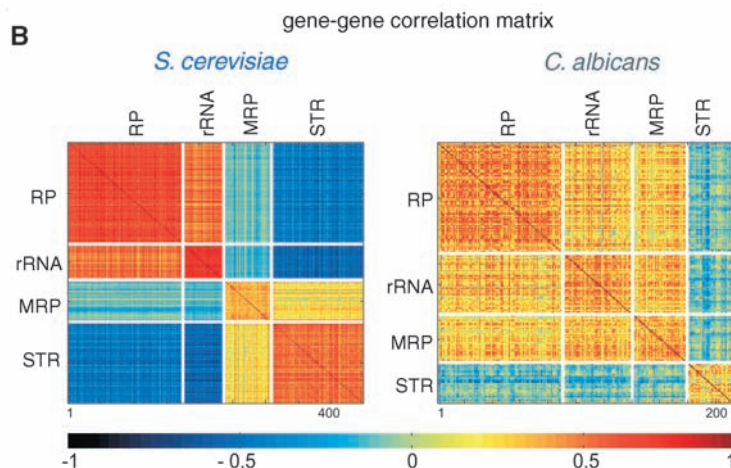 B
gene-gene correlation matrix
S. cerevisiae
C. albicans
RP rRNA MRP STR
RP rRNA MRP STR
RP
rRNA
MRP
STR
RP
rRNA
MRP
STR
1 400
1 200
-1 - 0.5 0 0.5 1